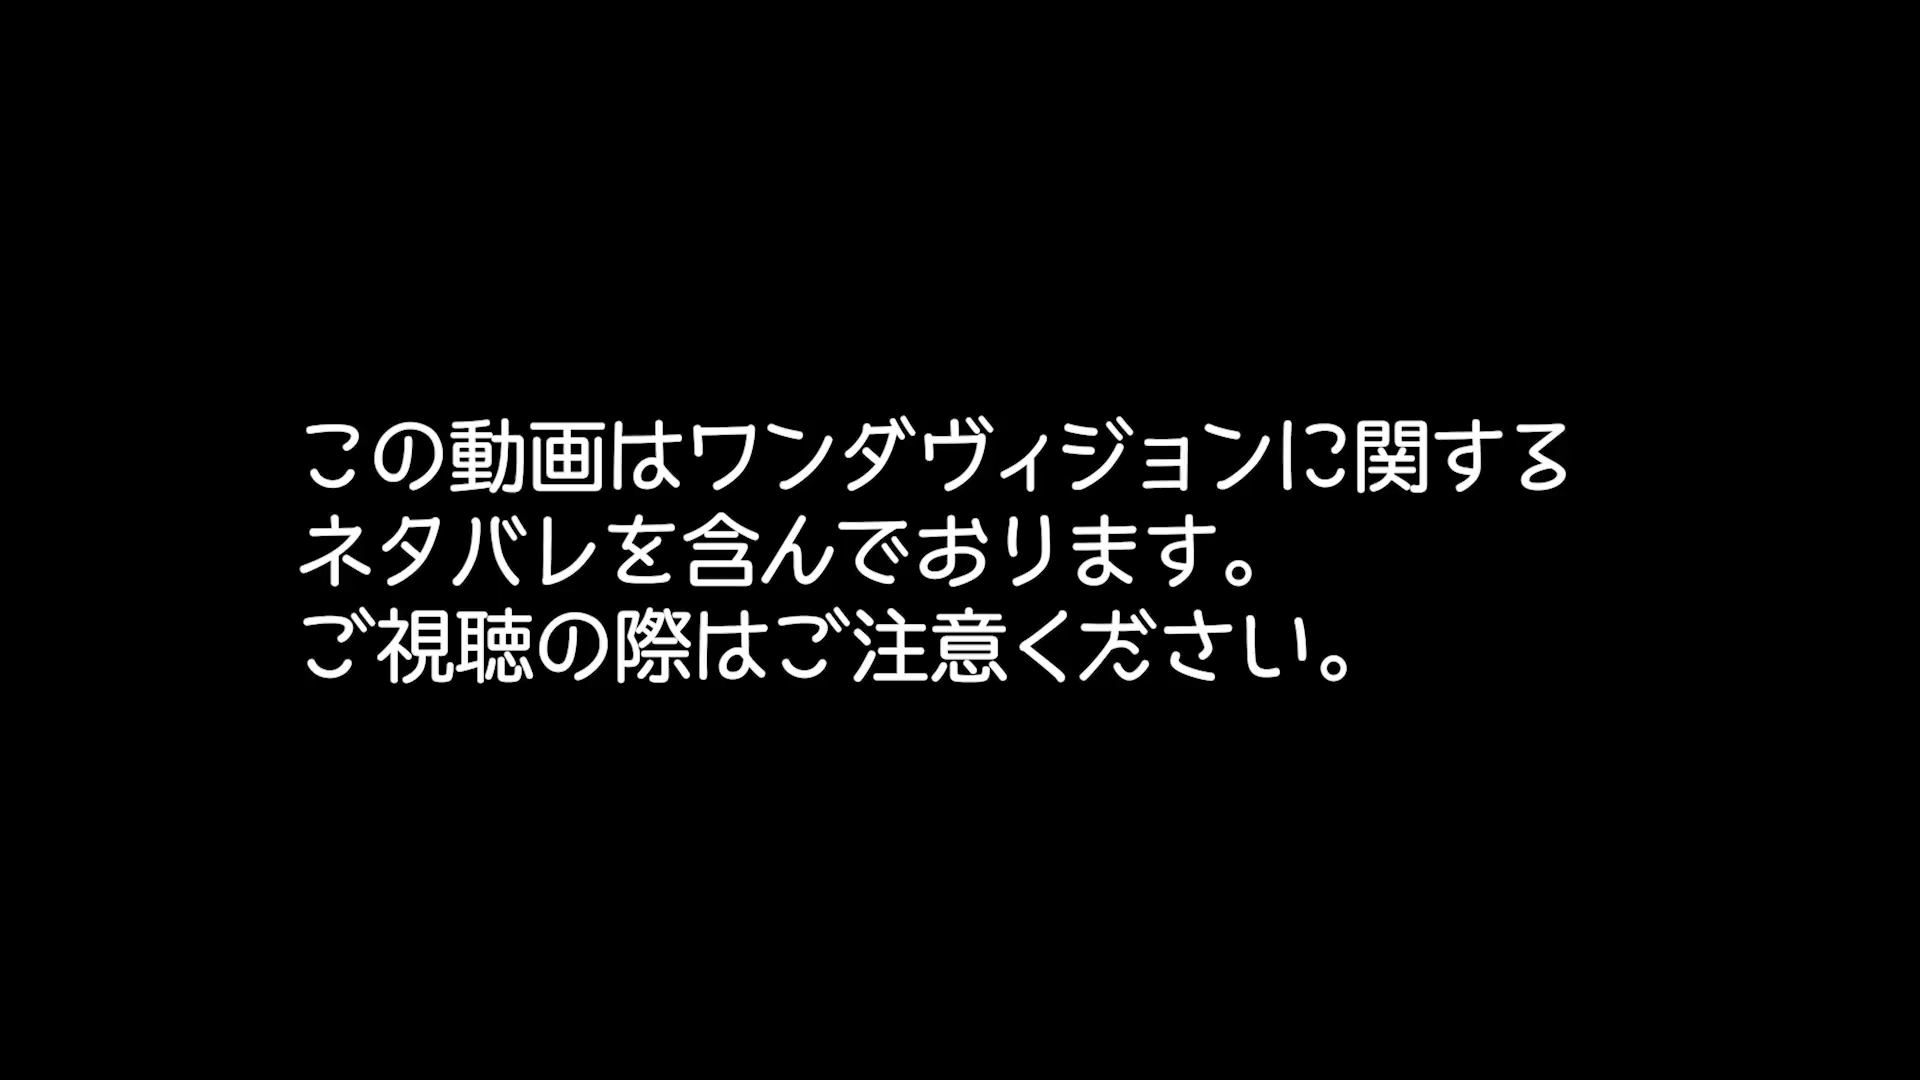 この動画はワンダヴィジョンに関する
ネタバレを含んでおります。
ご視聴の際はご注意ください。